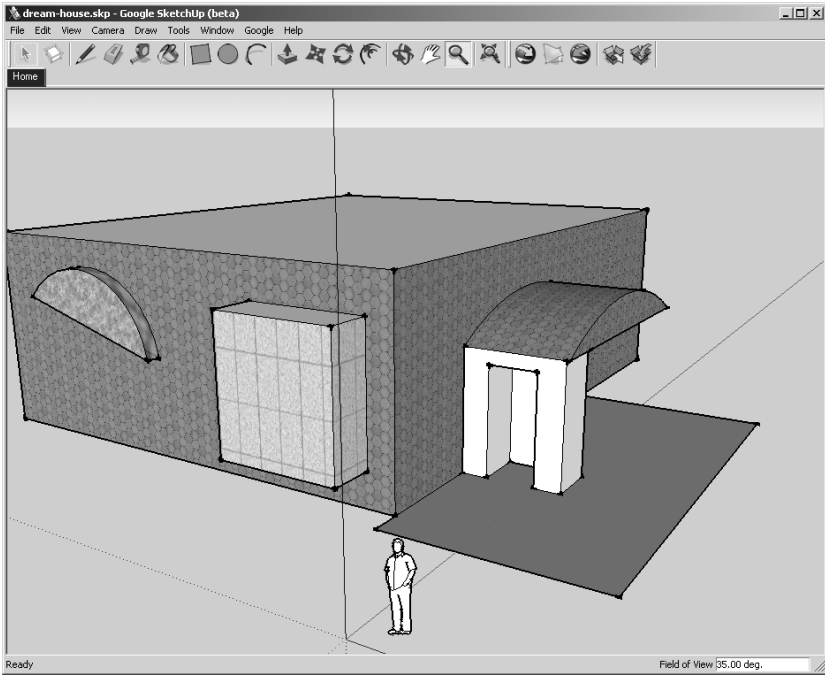 dream-house.skp - Google SketchUp (beta)
File Edit View Camera Draw Tools Window Google Help
Home
Ready
Field of View 35.00 deg.